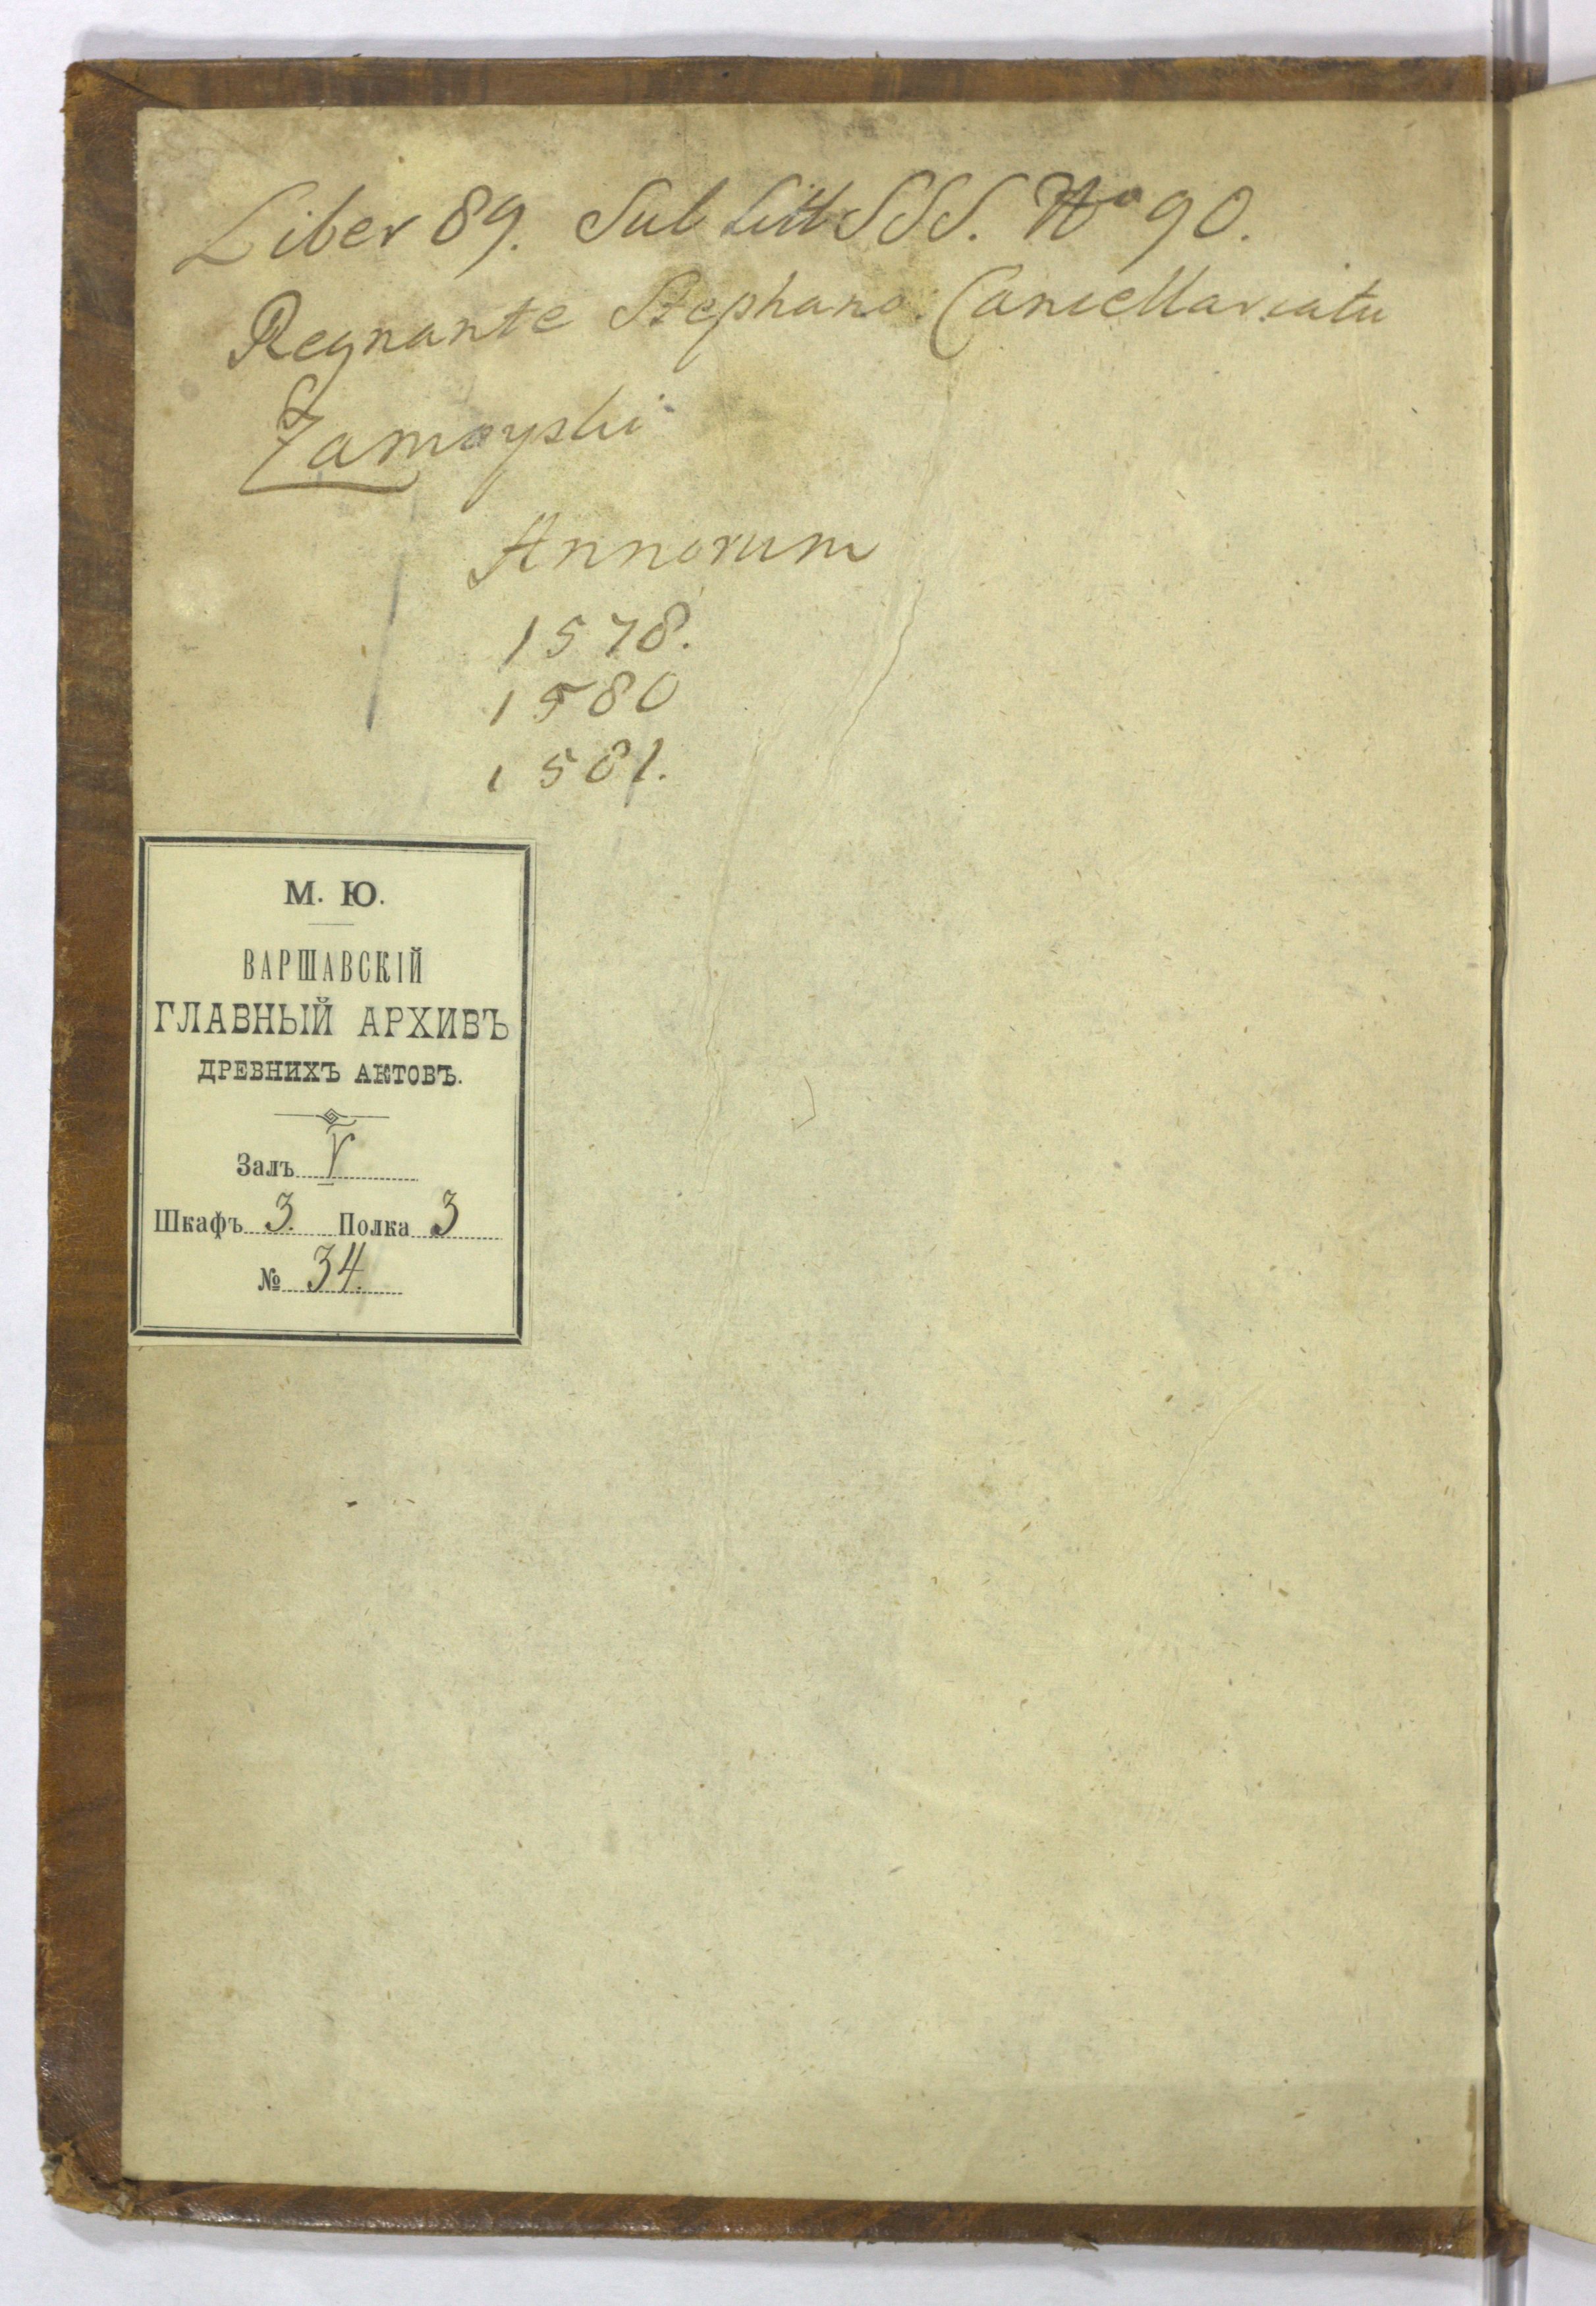 Liber 89. Sub Litt SSS. No 90.
Regnante Stephano. Cancellariatu
Zamoyski
Annorum
1578.
1580
1581.
М. Ю.
ВАРШАВСКІЙ
ГЛАВНЫЙ АРХИВЪ
ДРЕВНИХЪ АКТОВЪ.
Залъ V
Шкафъ 3. Полка 3
№ 34.